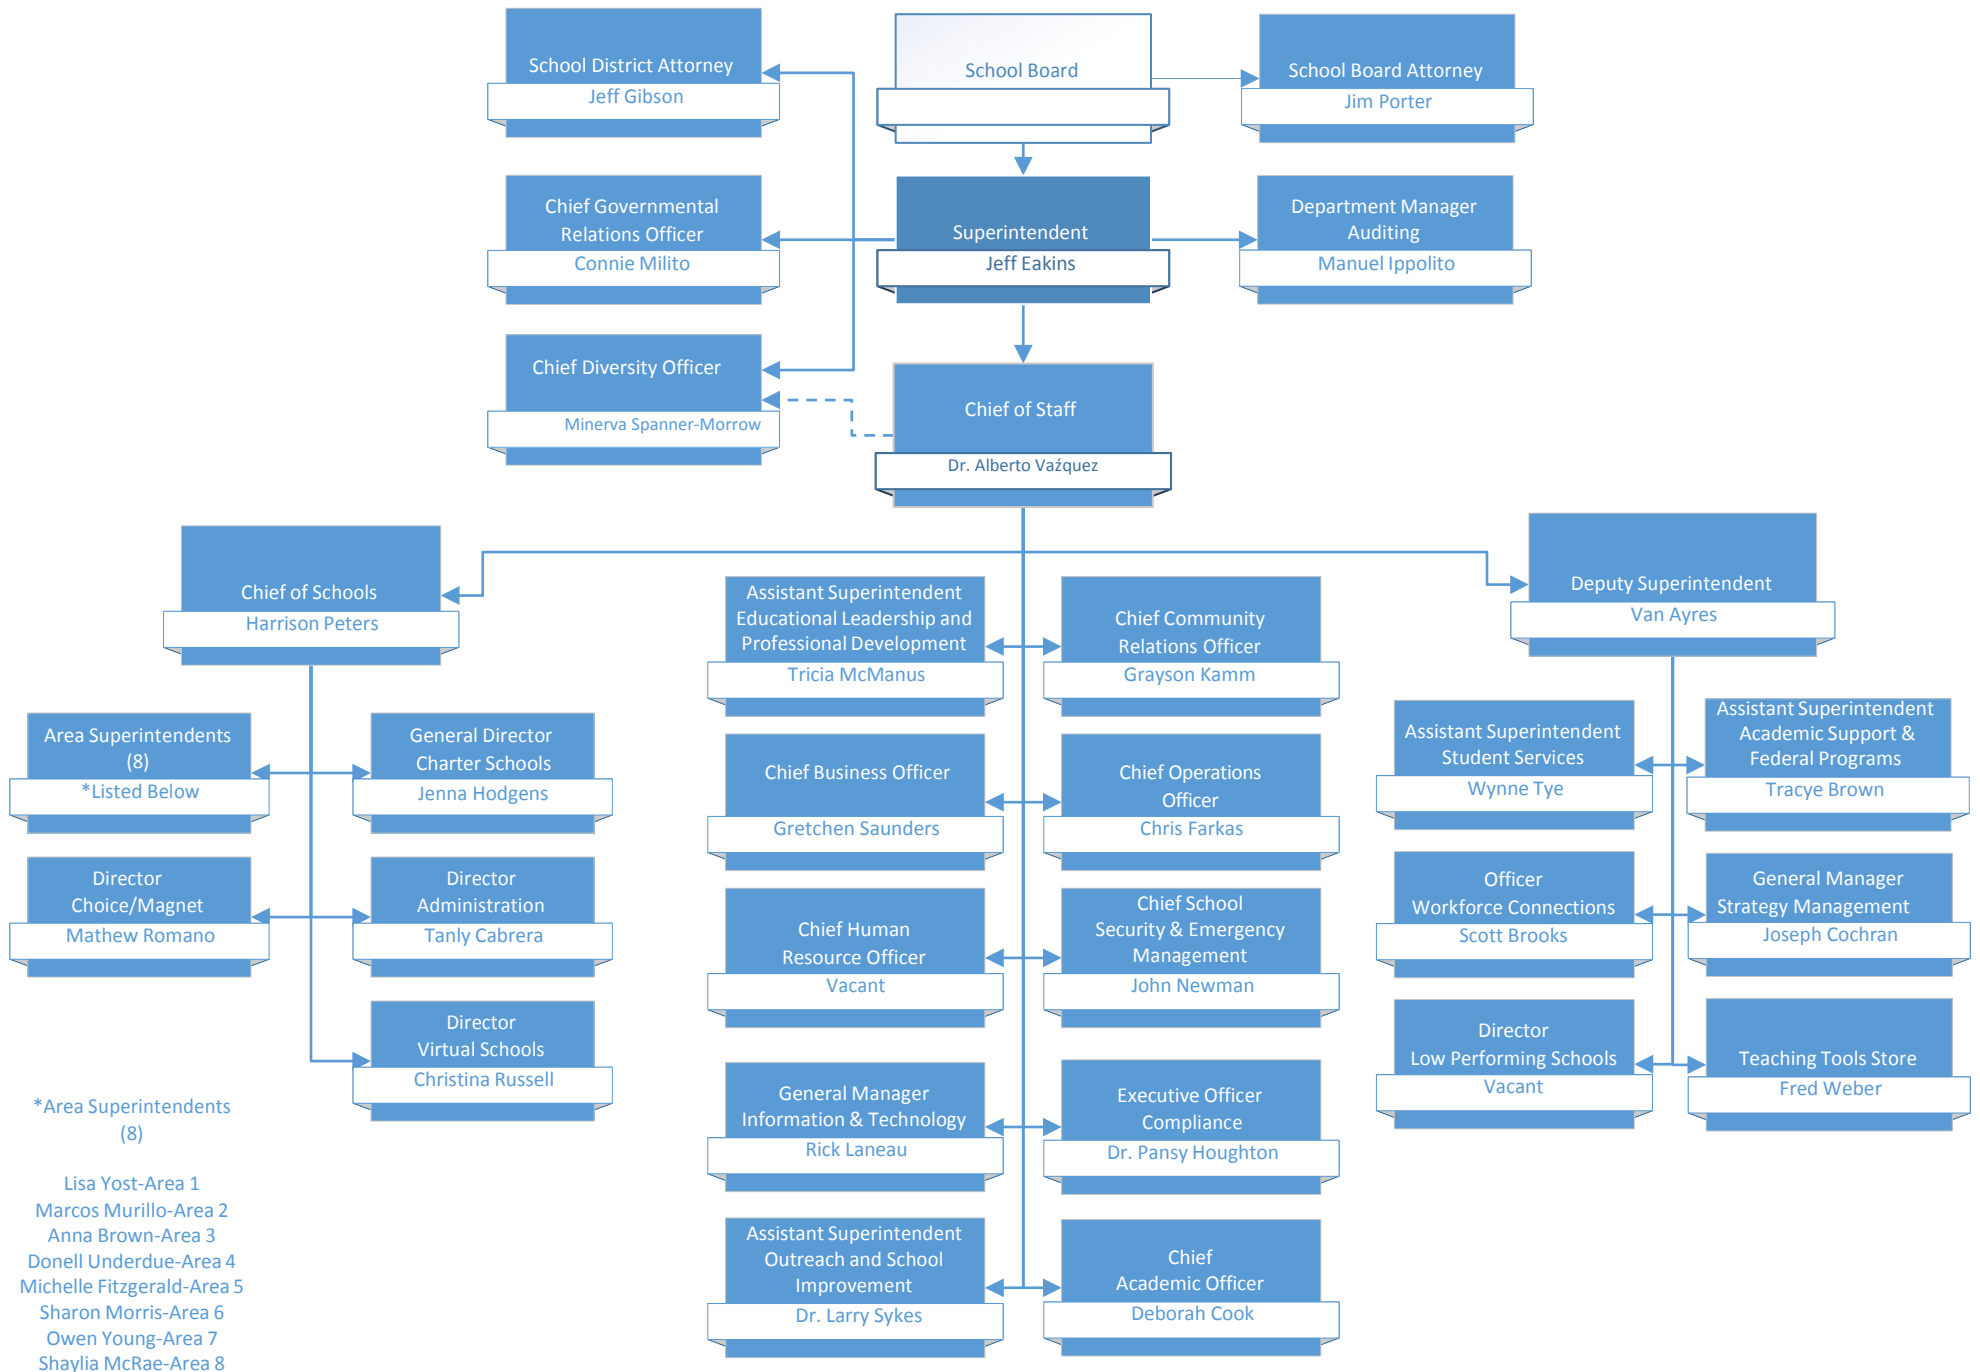 School District Attorney
Jeff Gibson
School Board
School Board Attorney
Jim Porter
Chief Governmental
Relations Officer
Connie Milito
Superintendent
Jeff Eakins
Department Manager
Auditing
Manuel Ippolito
Chief Diversity Officer
Minerva Spanner-Morrow
Chief of Staff
Dr. Alberto Vaźquez
Chief of Schools
Harrison Peters
Deputy Superintendent
Van Ayres
Area Superintendents
(8)
*Listed Below
General Director
Charter Schools
Jenna Hodgens
Director
Choice/Magnet
Mathew Romano
Director
Administration
Tanly Cabrera
Director
Virtual Schools
Christina Russell
*Area Superintendents
(8)
Lisa Yost-Area 1
Marcos Murillo-Area 2
Anna Brown-Area 3
Donell Underdue-Area 4
Michelle Fitzgerald-Area 5
Sharon Morris-Area 6
Owen Young-Area 7
Shaylia McRae-Area 8
Assistant Superintendent
Educational Leadership and
Professional Development
Tricia McManus
Chief Community
Relations Officer
Grayson Kamm
Chief Business Officer
Gretchen Saunders
Chief Operations
Officer
Chris Farkas
Chief Human
Resource Officer
Vacant
Chief School
Security & Emergency
Management
John Newman
General Manager
Information & Technology
Rick Laneau
Executive Officer
Compliance
Dr. Pansy Houghton
Assistant Superintendent
Outreach and School
Improvement
Dr. Larry Sykes
Chief
Academic Officer
Deborah Cook
Assistant Superintendent
Student Services
Wynne Tye
Assistant Superintendent
Academic Support &
Federal Programs
Tracye Brown
Officer
Workforce Connections
Scott Brooks
General Manager
Strategy Management
Joseph Cochran
Director
Low Performing Schools
Vacant
Teaching Tools Store
Fred Weber